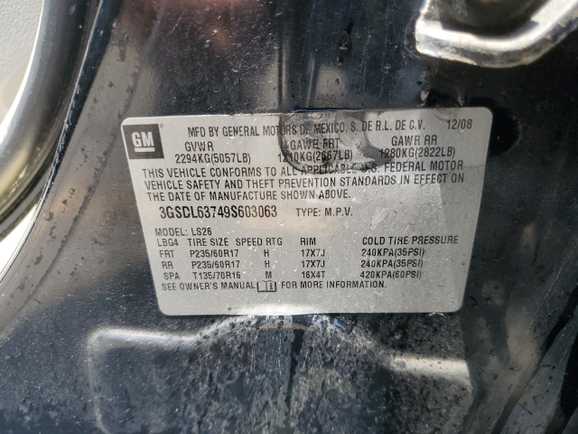 GM
MFD BY GENERAL MOTORS DE MEXICO, S. DE R.L. DE C.V. 12/08
GVWR GAWR FRT GAWR RR
2294KG(5057LB) 1210KG(2667LB) 1280KG(2822LB)
THIS VEHICLE CONFORMS TO ALL APPLICABLE U.S. FEDERAL MOTOR
VEHICLE SAFETY AND THEFT PREVENTION STANDARDS IN EFFECT ON
THE DATE OF MANUFACTURE SHOWN ABOVE.
3GSDL63749S603063 TYPE: M.P.V.
MODEL: LS26
LBG4 TIRE SIZE SPEED RTG RIM COLD TIRE PRESSURE
FRT P235/60R17 H 17X7J 240KPA(35PSI)
RR P235/60R17 H 17X7J 240KPA(35PSI)
SPA T135/70R16 M 16X4T 420KPA(60PSI)
SEE OWNER'S MANUAL FOR MORE INFORMATION.